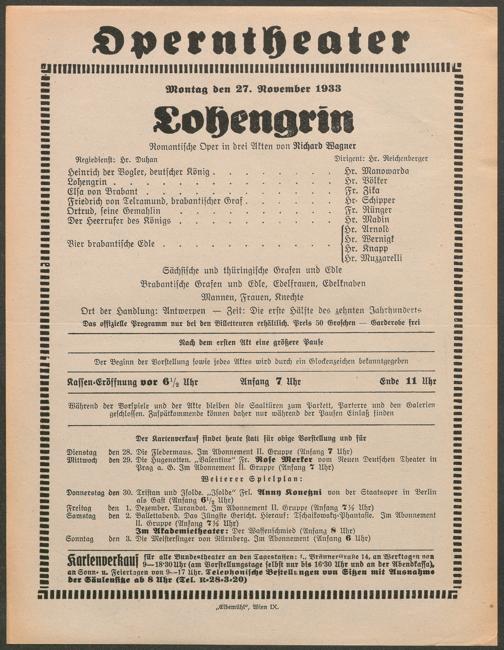 Operntheater
Montag den 27. November 1933
Lohengrin
Romantische Oper in drei Akten von Richard Wagner
Regiedienst: Hr. Duhan Dirigent: Hr. Reichenberger
Heinrich der Vogler, deutscher König . . . . . . . . . Hr. Manowarda
Lohengrin . . . . . . . . . . . . . . Hr. Völker
Elsa von Brabant . . . . . . . . . . . . Fr. Zika
Friedrich von Telramund, brabantischer Graf . . . . . . . Hr. Schipper
Ortrud, seine Gemahlin . . . . . . . . . . . Fr. Rünger
Der Heerrufer des Königs . . . . . . . . . . Hr. Madin
Vier brabantische Edle . . . . . . . . . . .
Hr. Arnold
Hr. Wernigk
Hr. Knapp
Hr. Muzzarelli
Sächsische und thüringische Grafen und Edle
Brabantische Grafen und Edle, Edelfrauen, Edelknaben
Mannen, Frauen, Knechte
Ort der Handlung: Antwerpen — Zeit: Die erste Hälfte des zehnten Jahrhunderts
Das offizielle Programm nur bei den Billetteuren erhältlich. Preis 50 Groschen — Garderobe frei
Nach dem ersten Akt eine größere Pause
Der Beginn der Vorstellung sowie jedes Aktes wird durch ein Glockenzeichen bekanntgegeben
Kassen-Eröffnung vor 6½ Uhr Anfang 7 Uhr Ende 11 Uhr
Während der Vorspiele und der Akte bleiben die Saaltüren zum Parkett, Parterre und den Galerien
geschlossen. Zuspätkommende können daher nur während der Pausen Einlaß finden
Der Kartenverkauf findet heute statt für obige Vorstellung und für
Dienstag den 28. Die Fledermaus. Im Abonnement II. Gruppe (Anfang 7 Uhr)
Mittwoch den 29. Die Hugenotten. „Valentine“ Fr. Rose Merker vom Neuen Deutschen Theater in
Prag a. G. Im Abonnement II. Gruppe (Anfang 7 Uhr)
Weiterer Spielplan:
Donnerstag den 30. Tristan und Isolde. „Isolde“ Frl. Anny Konetzni von der Staatsoper in Berlin
als Gast (Anfang 6½ Uhr)
Freitag den 1. Dezember. Turandot. Im Abonnement II. Gruppe (Anfang 7½ Uhr)
Samstag den 2. Ballettabend. Das Jüngste Gericht. Hierauf: Tschaikowsky-Phantasie. Im Abonnement
II. Gruppe (Anfang 7½ Uhr)
Im Akademietheater: Der Waffenschmied (Anfang 8 Uhr)
Sonntag den 3. Die Meistersinger von Nürnberg. Im Abonnement (Anfang 6 Uhr)
Kartenverkauf für alle Bundestheater an den Tageskassen: I., Bräunerstraße 14, an Werktagen von
9—18·30 Uhr (am Vorstellungstage selbst nur bis 16·30 Uhr und an der Abendkassa),
an Sonn- u. Feiertagen von 9—17 Uhr. Telephonische Bestellungen von Sitzen mit Ausnahme
der Säulensitze ab 8 Uhr (Tel. R-28-3-20)
„Elbemühl“, Wien IX.